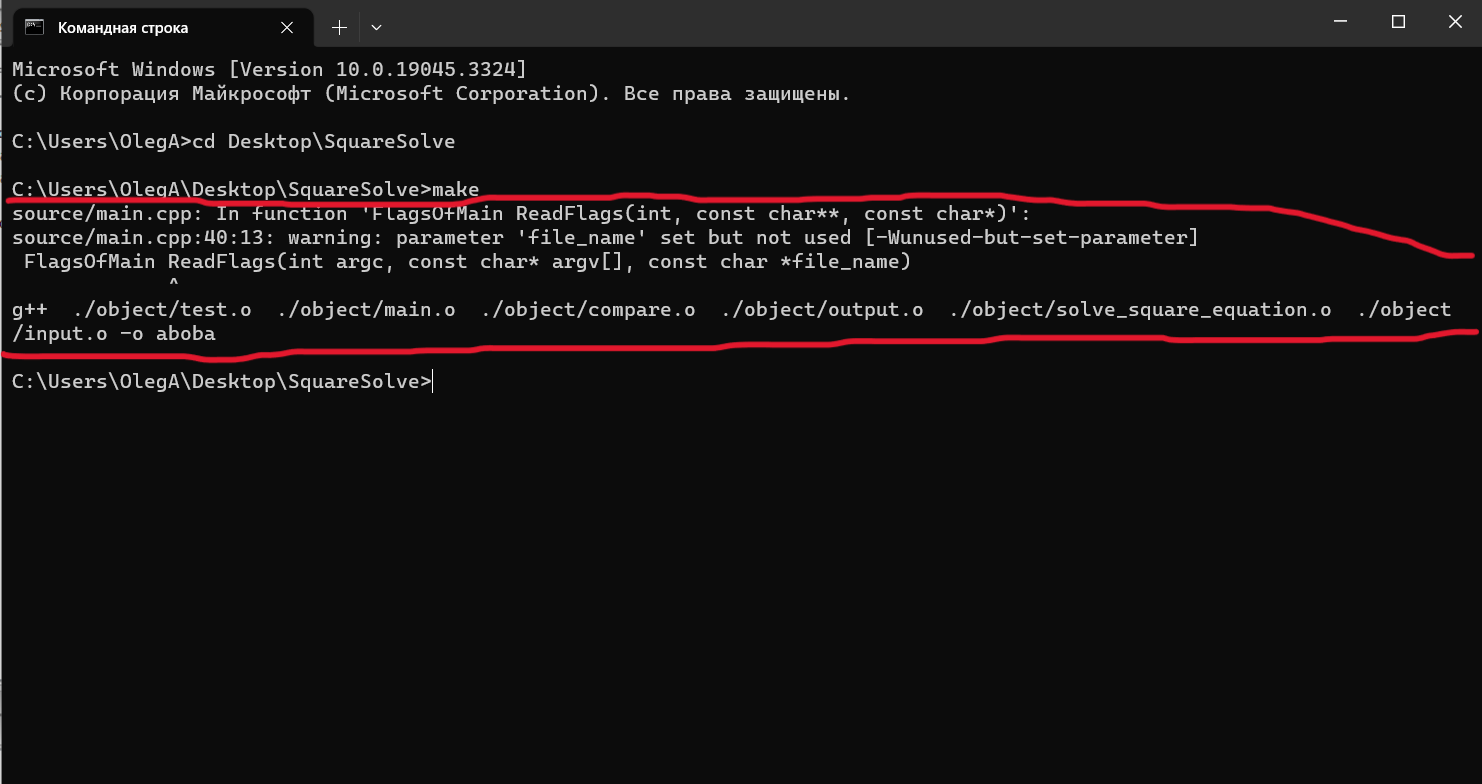 Командная строка
Microsoft Windows [Version 10.0.19045.3324]
(c) Корпорация Майкрософт (Microsoft Corporation). Все права защищены.
C:\Users\OlegA>cd Desktop\SquareSolve
C:\Users\OlegA\Desktop\SquareSolve>make
source/main.cpp: In function 'FlagsOfMain ReadFlags(int, const char**, const char*)':
source/main.cpp:40:13: warning: parameter 'file_name' set but not used [-Wunused-but-set-parameter]
 FlagsOfMain ReadFlags(int argc, const char* argv[], const char *file_name)
             ^
g++  ./object/test.o  ./object/main.o  ./object/compare.o  ./object/output.o  ./object/solve_square_equation.o  ./object
/input.o -o aboba
C:\Users\OlegA\Desktop\SquareSolve>